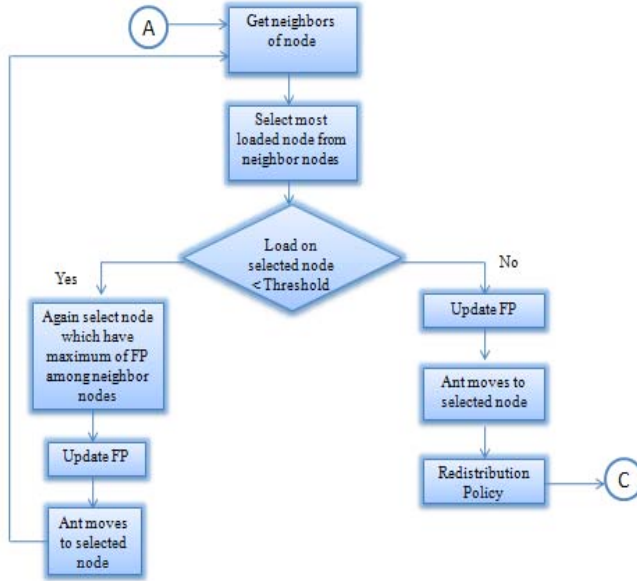 A
Get neighbors
of node
Select most
loaded node from
neighbor nodes
Load on
selected node
< Threshold
Yes
No
Again select node
which have
maximum of FP
among neighbor
nodes
Update FP
Ant moves
to selected
node
Update FP
Ant moves to
selected node
Redistribution
Policy
C